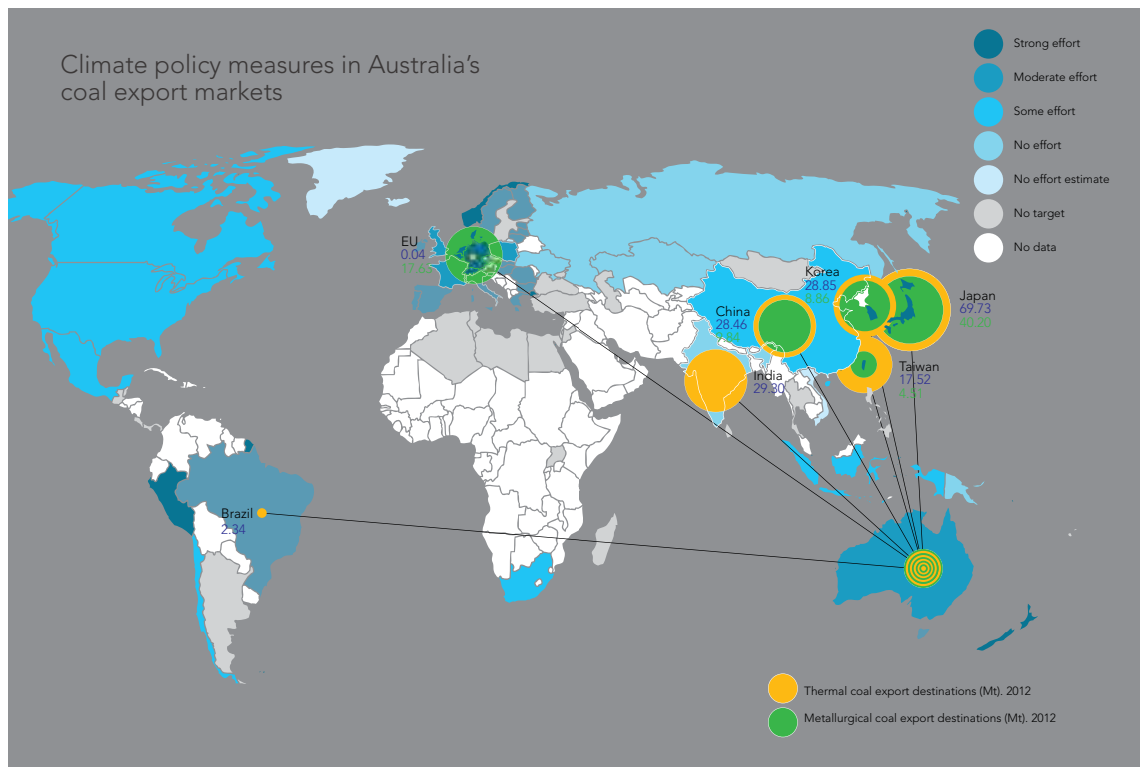 Climate policy measures in Australia's
coal export markets
Strong effort
Moderate effort
Some effort
No effort
No effort estimate
No target
No data
EU
0.04
Korea
28.85
8.86
China
28.46
Japan
69.73
40.20
India
29.30
Taiwan
17.52
Brazil
2.34
Thermal coal export destinations (Mt). 2012
Metallurgical coal export destinations (Mt). 2012